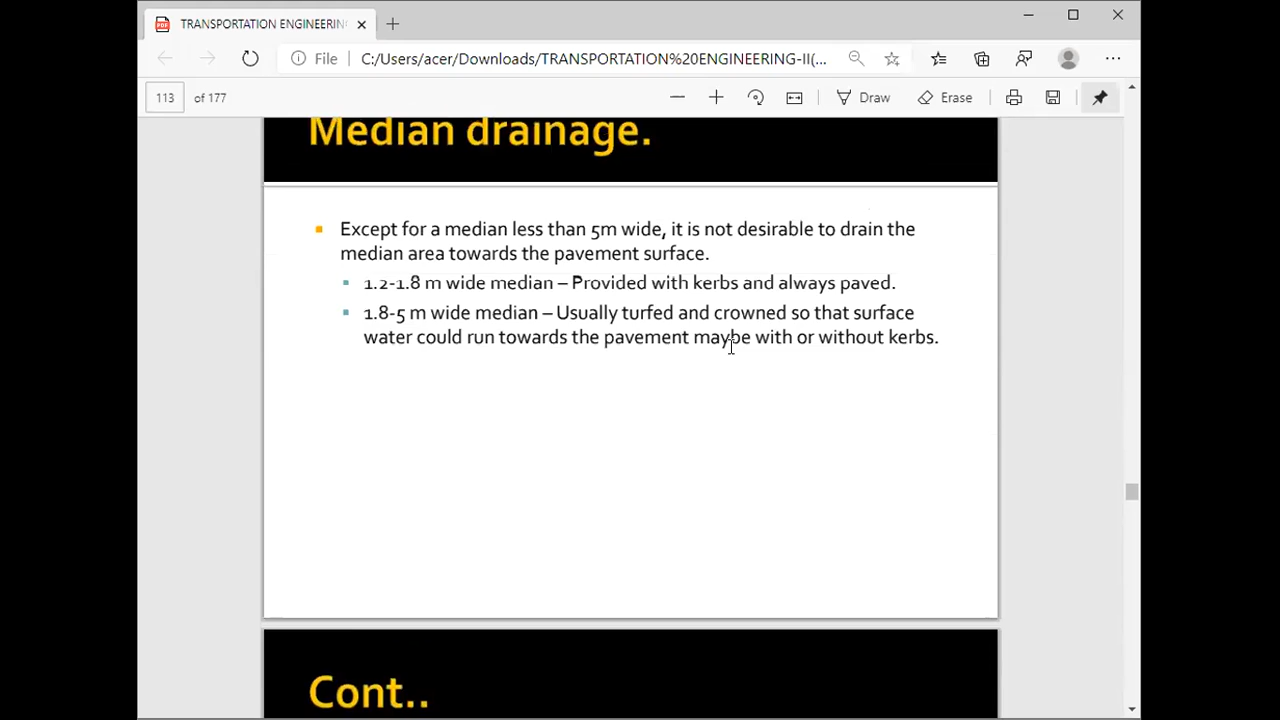 TRANSPORTATION ENGINEERIN
File C:/Users/acer/Downloads/TRANSPORTATION%20ENGINEERING-II(...
113 of 177
Draw
Erase
Median drainage.
Except for a median less than 5m wide, it is not desirable to drain the
median area towards the pavement surface.
1.2-1.8 m wide median – Provided with kerbs and always paved.
1.8-5 m wide median – Usually turfed and crowned so that surface
water could run towards the pavement maybe with or without kerbs.
Cont..